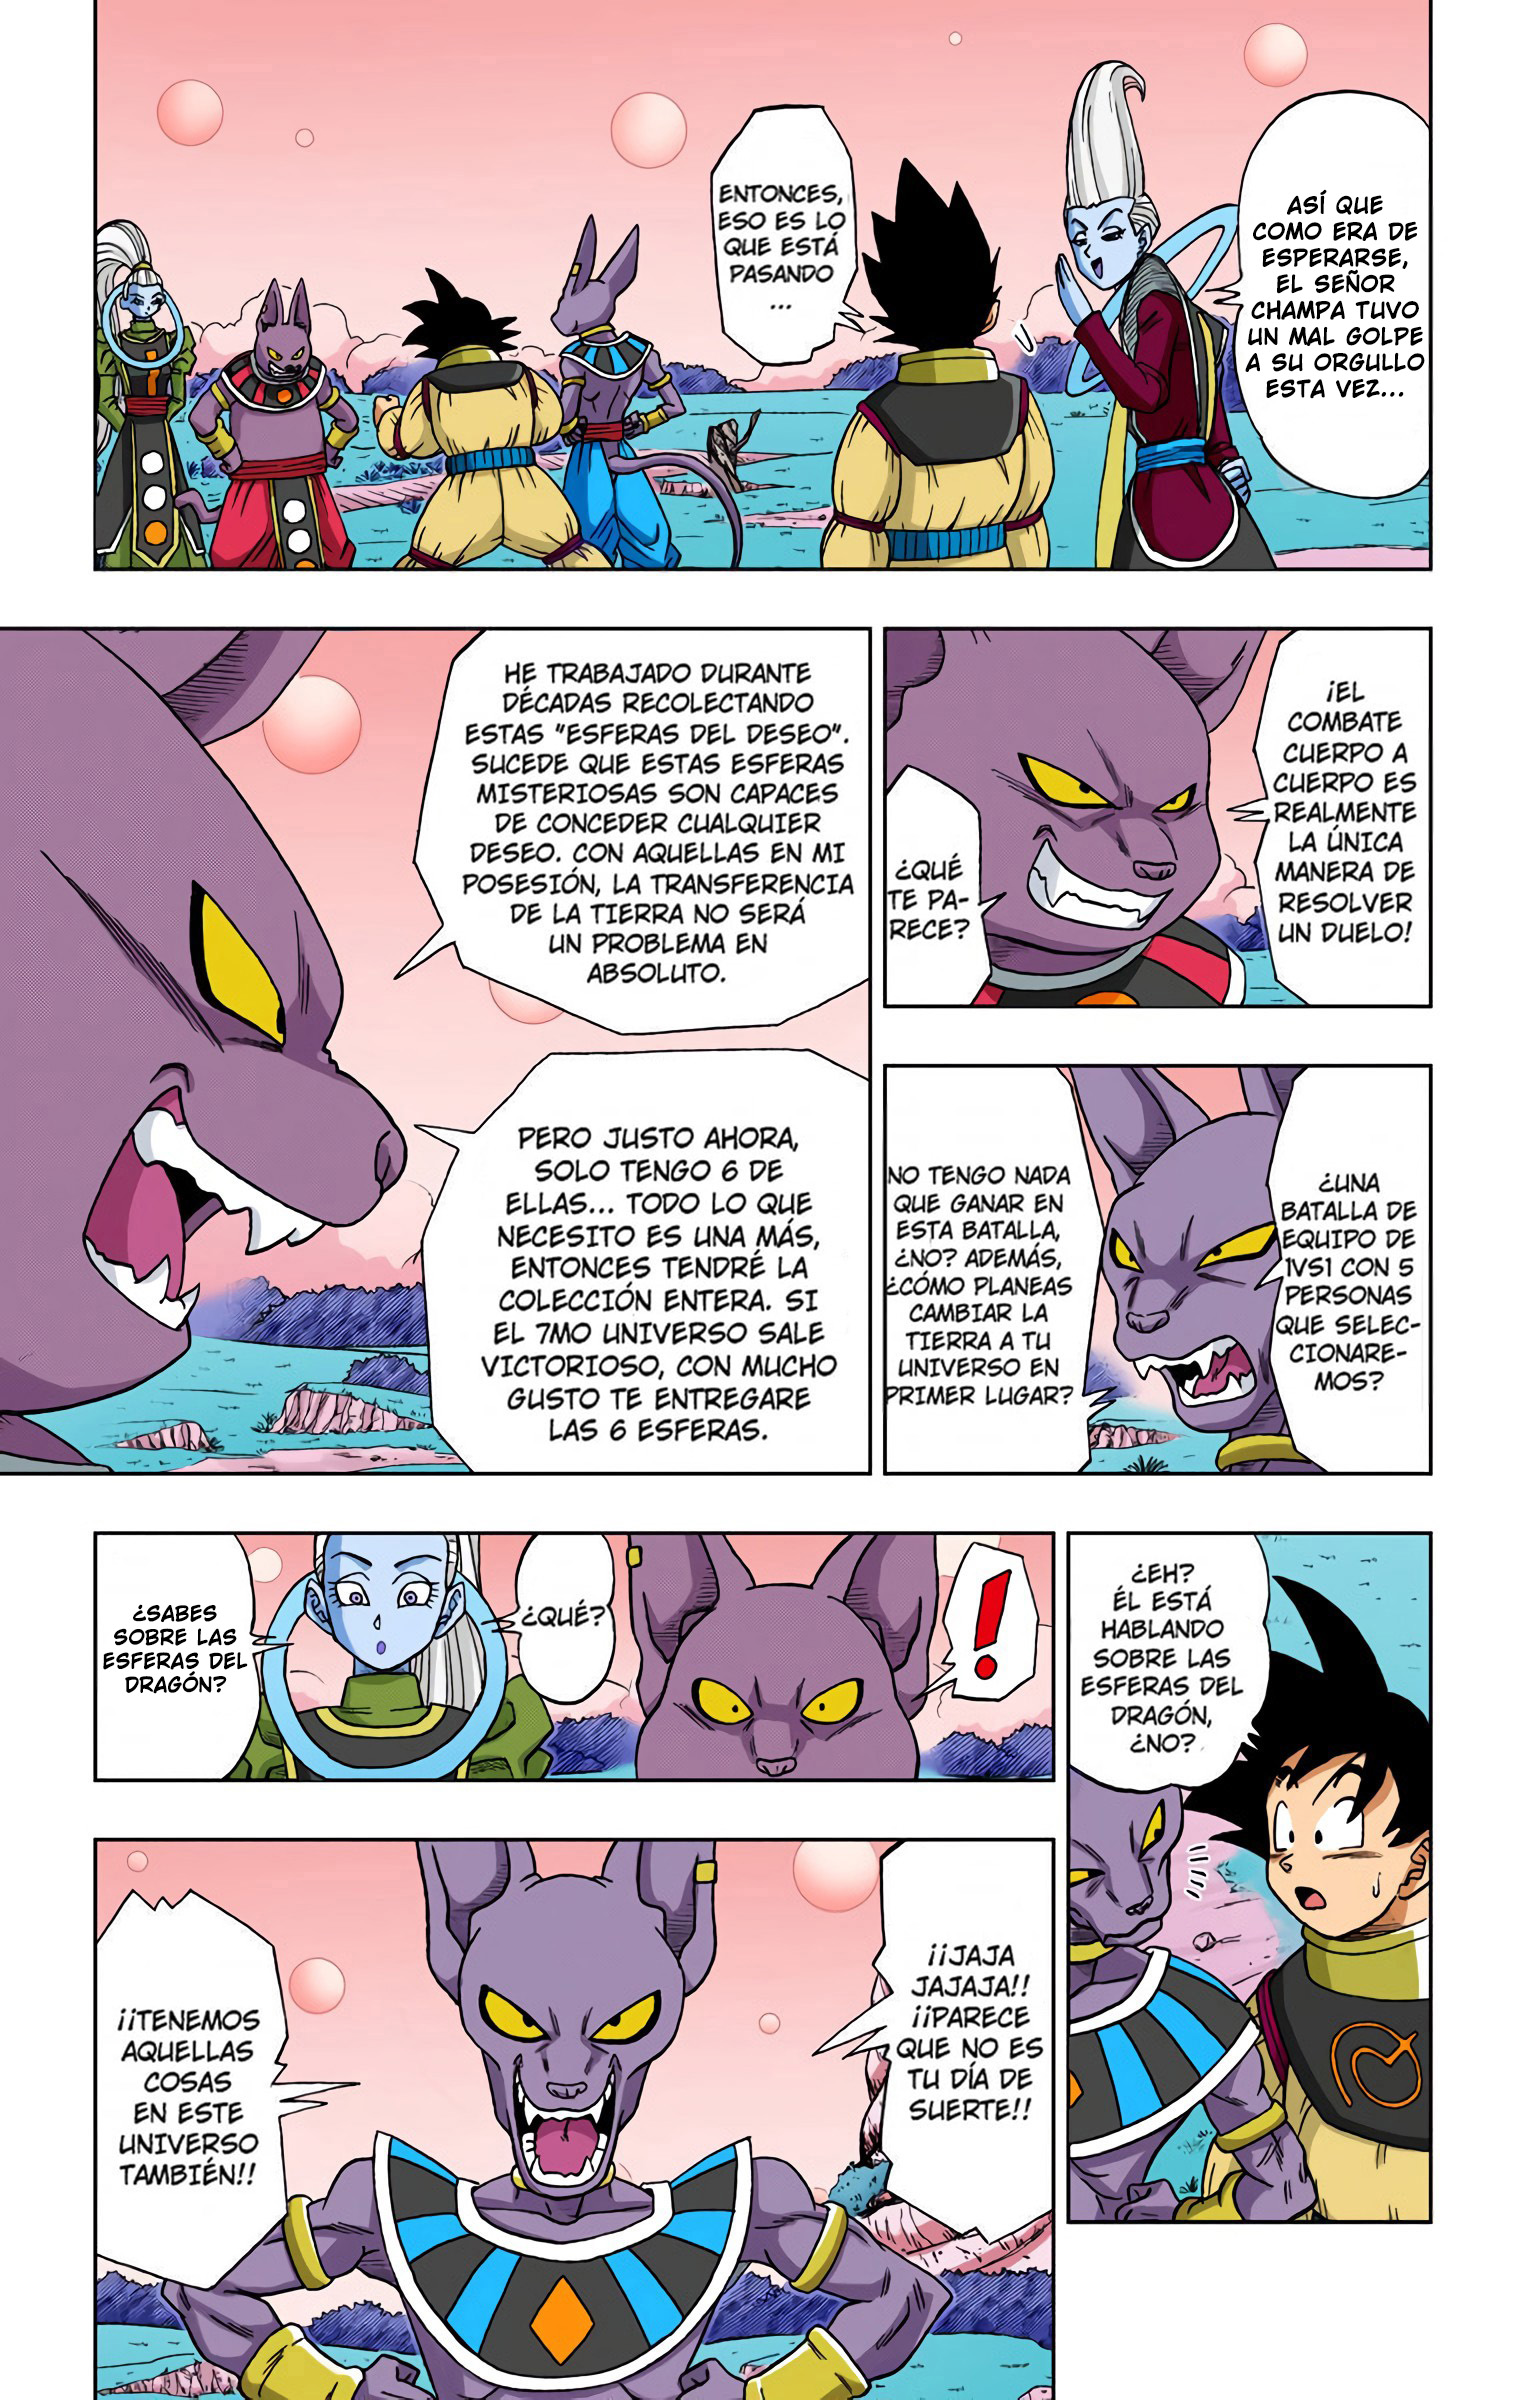 ASÍ QUE
COMO ERA DE
ESPERARSE,
EL SEÑOR
CHAMPA TUVO
UN MAL GOLPE
A SU ORGULLO
ESTA VEZ...
ENTONCES,
ESO ES LO
QUE ESTÁ
PASANDO
...
¡EL
COMBATE
CUERPO A
CUERPO ES
REALMENTE
LA ÚNICA
MANERA DE
RESOLVER
UN DUELO!
¿QUÉ
TE PA-
RECE?
¿UNA
BATALLA DE
EQUIPO DE
1VS1 CON 5
PERSONAS
QUE SELEC-
CIONARE-
MOS?
NO TENGO NADA
QUE GANAR EN
ESTA BATALLA,
¿NO? ADEMÁS,
¿CÓMO PLANEAS
CAMBIAR LA
TIERRA A TU
UNIVERSO EN
PRIMER LUGAR?
HE TRABAJADO DURANTE
DÉCADAS RECOLECTANDO
ESTAS "ESFERAS DEL DESEO".
SUCEDE QUE ESTAS ESFERAS
MISTERIOSAS SON CAPACES
DE CONCEDER CUALQUIER
DESEO. CON AQUELLAS EN MI
POSESIÓN, LA TRANSFERENCIA
DE LA TIERRA NO SERÁ
UN PROBLEMA EN
ABSOLUTO.
PERO JUSTO AHORA,
SOLO TENGO 6 DE
ELLAS... TODO LO QUE
NECESITO ES UNA MÁS,
ENTONCES TENDRÉ LA
COLECCIÓN ENTERA. SI
EL 7MO UNIVERSO SALE
VICTORIOSO, CON MUCHO
GUSTO TE ENTREGARE
LAS 6 ESFERAS.
¿EH?
ÉL ESTÁ
HABLANDO
SOBRE LAS
ESFERAS DEL
DRAGÓN,
¿NO?
!
¿QUÉ?
¿SABES
SOBRE LAS
ESFERAS DEL
DRAGÓN?
¡¡JAJA
JAJAJA!!
¡¡PARECE
QUE NO ES
TU DÍA DE
SUERTE!!
¡¡TENEMOS
AQUELLAS
COSAS
EN ESTE
UNIVERSO
TAMBIÉN!!